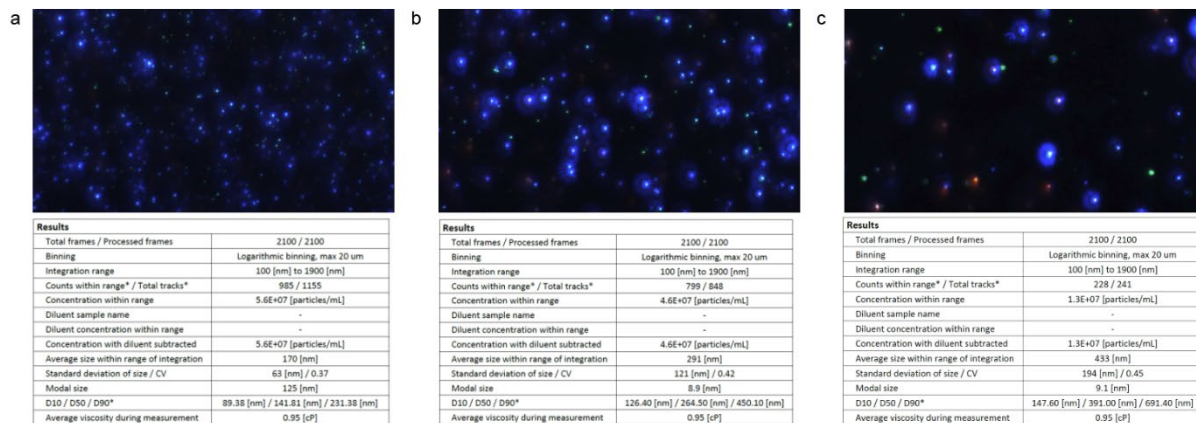 a
Results
Total frames / Processed frames 2100 / 2100
Binning Logarithmic binning, max 20 um
Integration range 100 [nm] to 1900 [nm]
Counts within range* / Total tracks* 985 / 1155
Concentration within range 5.6E+07 [particles/mL]
Diluent sample name -
Diluent concentration within range -
Concentration with diluent subtracted 5.6E+07 [particles/mL]
Average size within range of integration 170 [nm]
Standard deviation of size / CV 63 [nm] / 0.37
Modal size 125 [nm]
D10 / D50 / D90* 89.38 [nm] / 141.81 [nm] / 231.38 [nm]
Average viscosity during measurement 0.95 [cP]
b
Results
Total frames / Processed frames 2100 / 2100
Binning Logarithmic binning, max 20 um
Integration range 100 [nm] to 1900 [nm]
Counts within range* / Total tracks* 799 / 848
Concentration within range 4.6E+07 [particles/mL]
Diluent sample name -
Diluent concentration within range -
Concentration with diluent subtracted 4.6E+07 [particles/mL]
Average size within range of integration 291 [nm]
Standard deviation of size / CV 121 [nm] / 0.42
Modal size 8.9 [nm]
D10 / D50 / D90* 126.40 [nm] / 264.50 [nm] / 450.10 [nm]
Average viscosity during measurement 0.95 [cP]
c
Results
Total frames / Processed frames 2100 / 2100
Binning Logarithmic binning, max 20 um
Integration range 100 [nm] to 1900 [nm]
Counts within range* / Total tracks* 228 / 241
Concentration within range 1.3E+07 [particles/mL]
Diluent sample name -
Diluent concentration within range -
Concentration with diluent subtracted 1.3E+07 [particles/mL]
Average size within range of integration 433 [nm]
Standard deviation of size / CV 194 [nm] / 0.45
Modal size 9.1 [nm]
D10 / D50 / D90* 147.60 [nm] / 391.00 [nm] / 691.40 [nm]
Average viscosity during measurement 0.95 [cP]